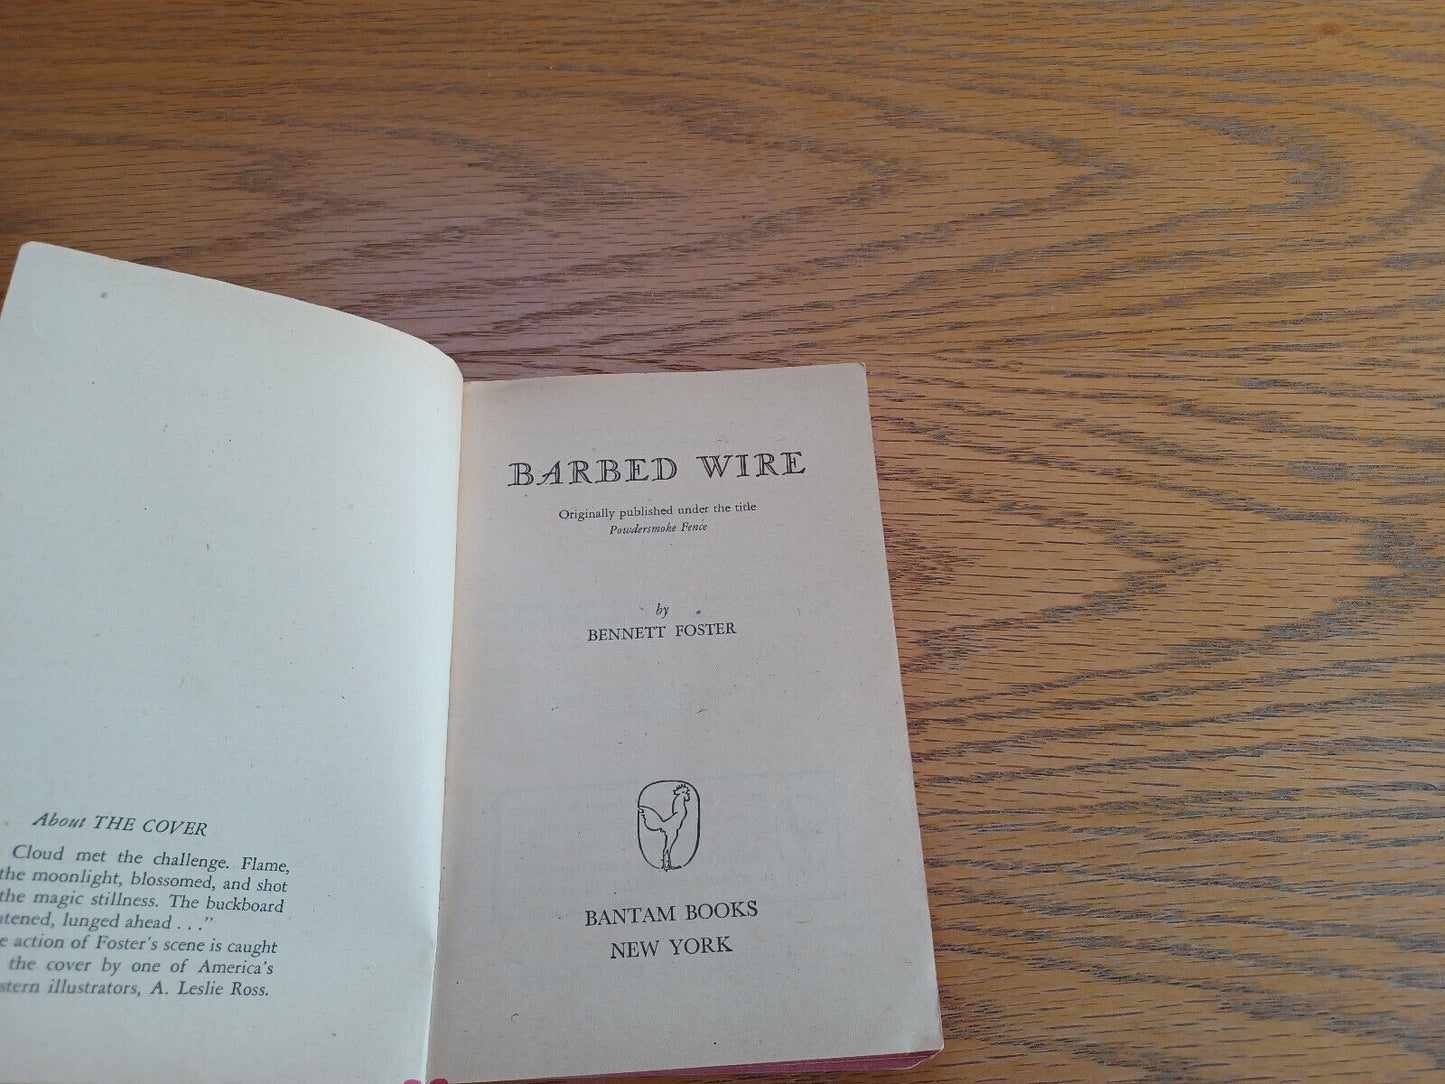 About THE COVER
Cloud met the challenge. Flame,
the moonlight, blossomed, and shot
the magic stillness. The buckboard
lunged ahead . . ."
action of Foster's scene is caught
the cover by one of America's
illustrators, A. Leslie Ross.
BARBED WIRE
Originally published under the title
Powdersmoke Fence
by
BENNETT FOSTER
BANTAM BOOKS
NEW YORK